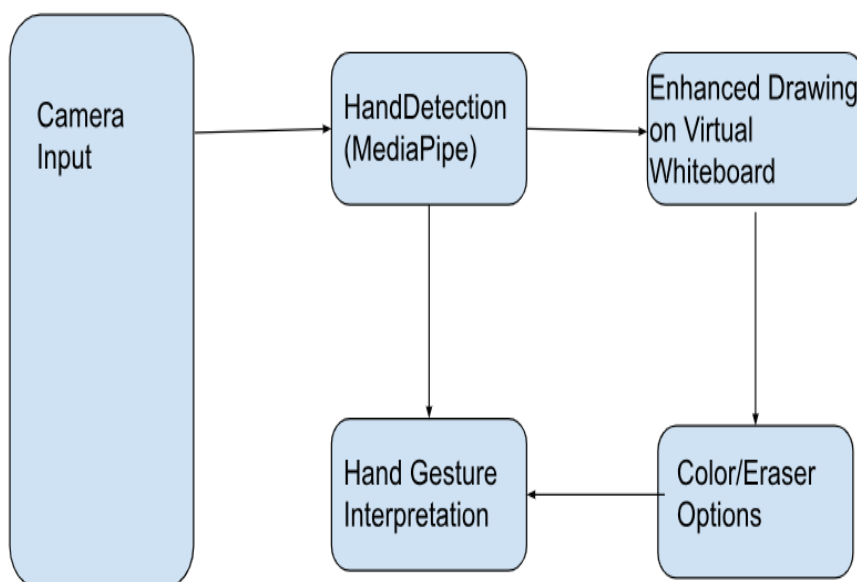 Camera
Input
HandDetection
(MediaPipe)
Enhanced Drawing
on Virtual
Whiteboard
Hand Gesture
Interpretation
Color/Eraser
Options